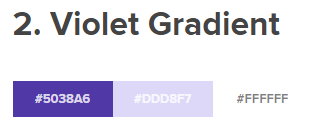 2. Violet Gradient
#5038A6 #DDD8F7 #FFFFFF